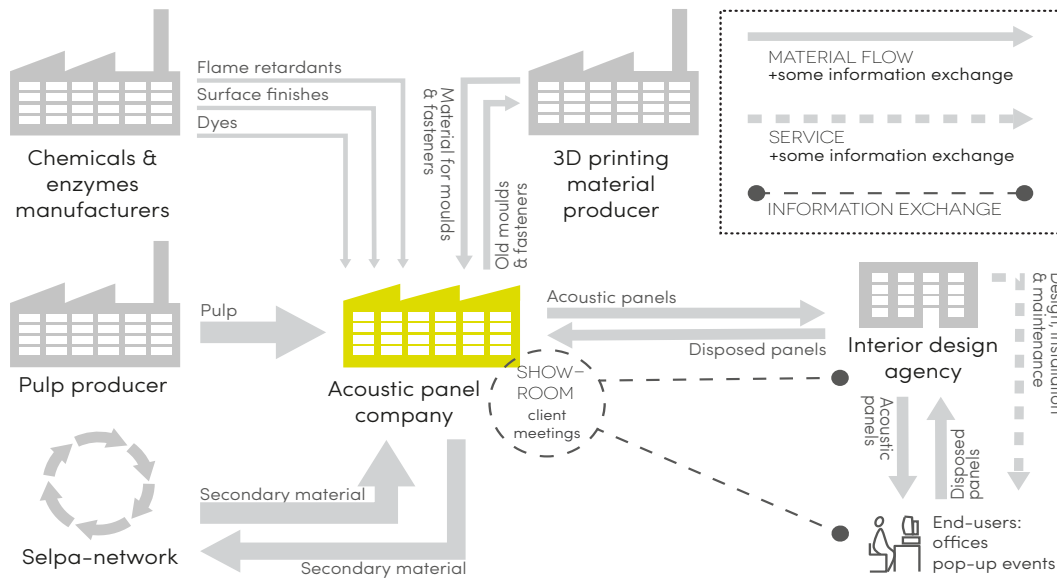 Flame retardants
Surface finishes
Dyes
Chemicals &
enzymes
manufacturers
Material for moulds
& fasteners
Old moulds
& fasteners
3D printing
material
producer
MATERIAL FLOW
+some information exchange
SERVICE
+some information exchange
INFORMATION EXCHANGE
Pulp
Pulp producer
Acoustic panel
company
Acoustic panels
Disposed panels
SHOW–
ROOM
client
meetings
Interior design
agency
Design, installation
& maintenance
Acoustic
panels
Disposed
panels
Secondary material
Secondary material
Selpa-network
End-users:
offices
pop-up events